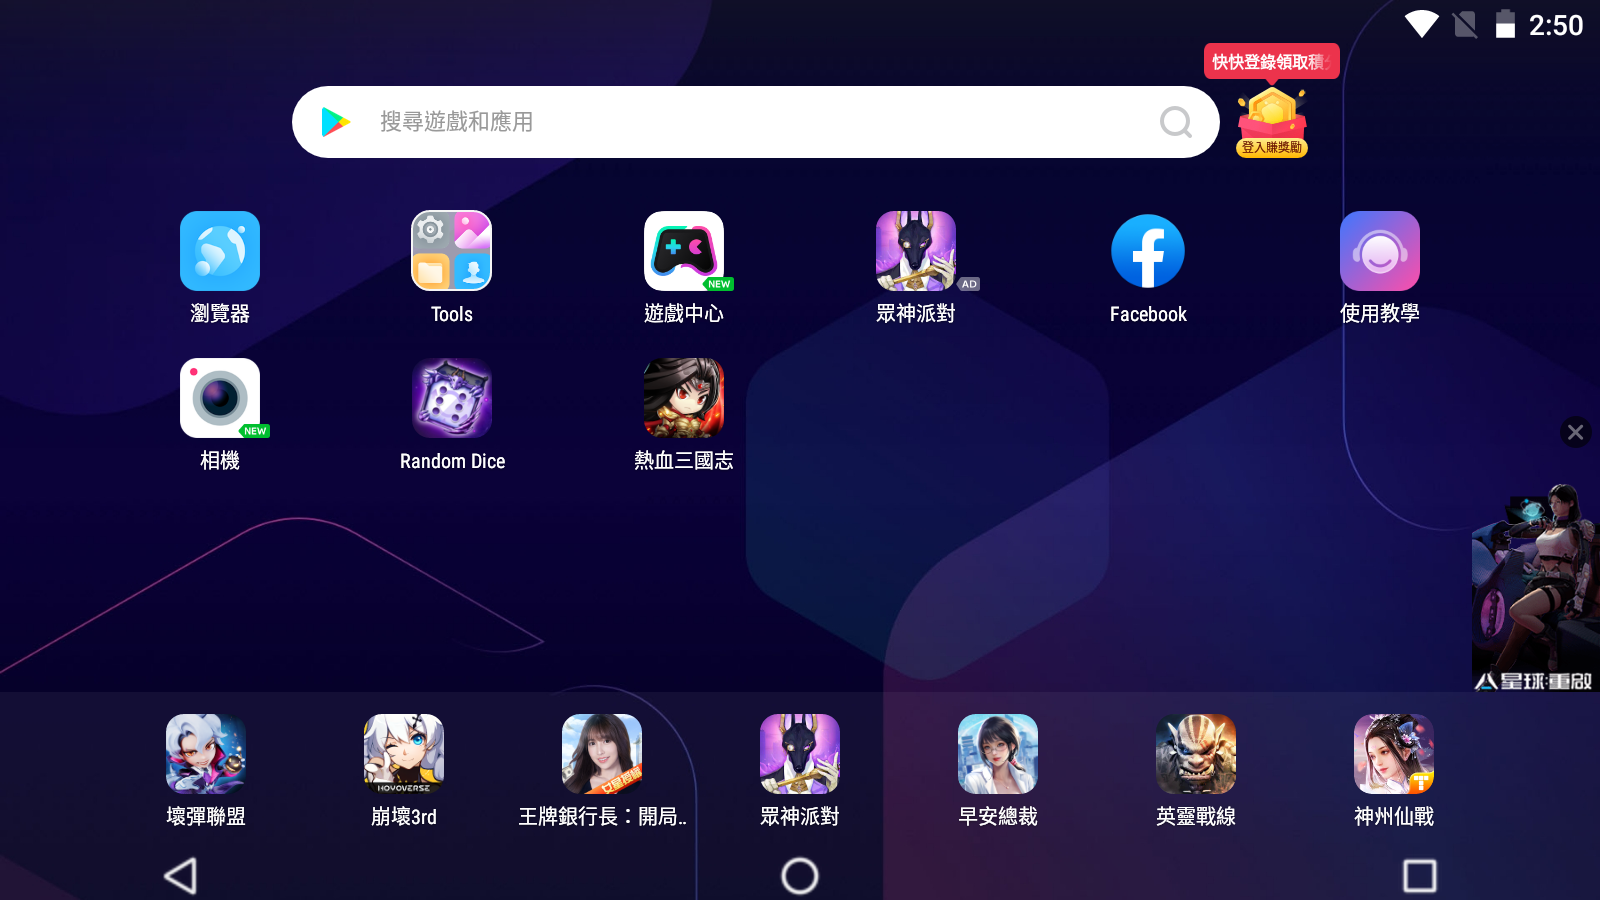 2:50
快快登錄領取積
搜尋遊戲和應用
登入賺獎勵
瀏覽器
Tools
NEW
遊戲中心
AD
眾神派對
Facebook
使用教學
NEW
相機
Random Dice
熱血三國志
星球:重啟
HOYOVERSE
女星經紀
T
壞彈聯盟
崩壞3rd
王牌銀行長：開局..
眾神派對
早安總裁
英靈戰線
神州仙戰